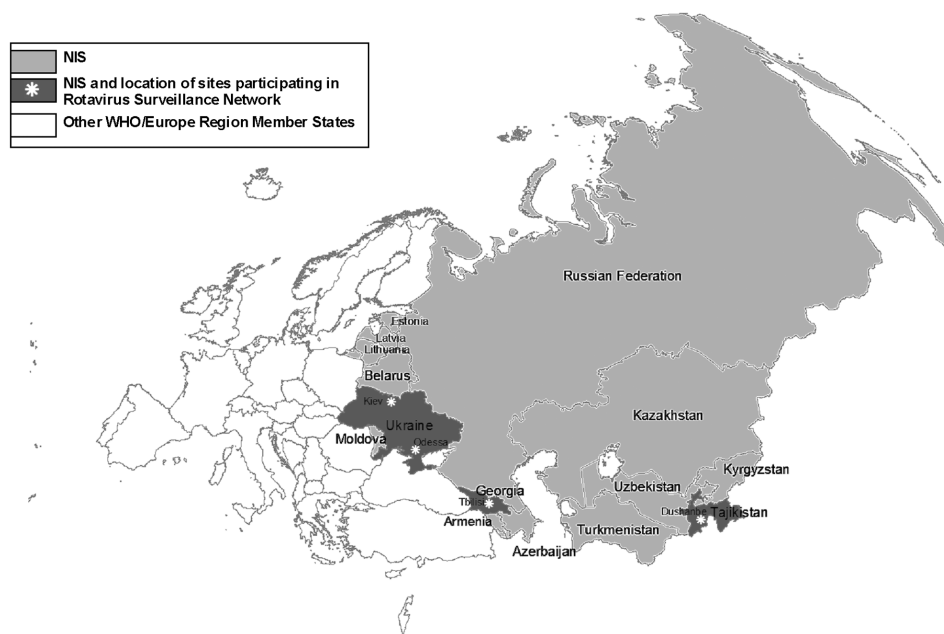 NIS
NIS and location of sites participating in
Rotavirus Surveillance Network
Other WHO/Europe Region Member States
Russian Federation
Estonia
Latvia
Lithuania
Belarus
Kiev
Ukraine
Moldova
Odessa
Kazakhstan
Kyrgyzstan
Uzbekistan
Georgia
Tbilisi
Dushanbe
Tajikistan
Armenia
Turkmenistan
Azerbaijan